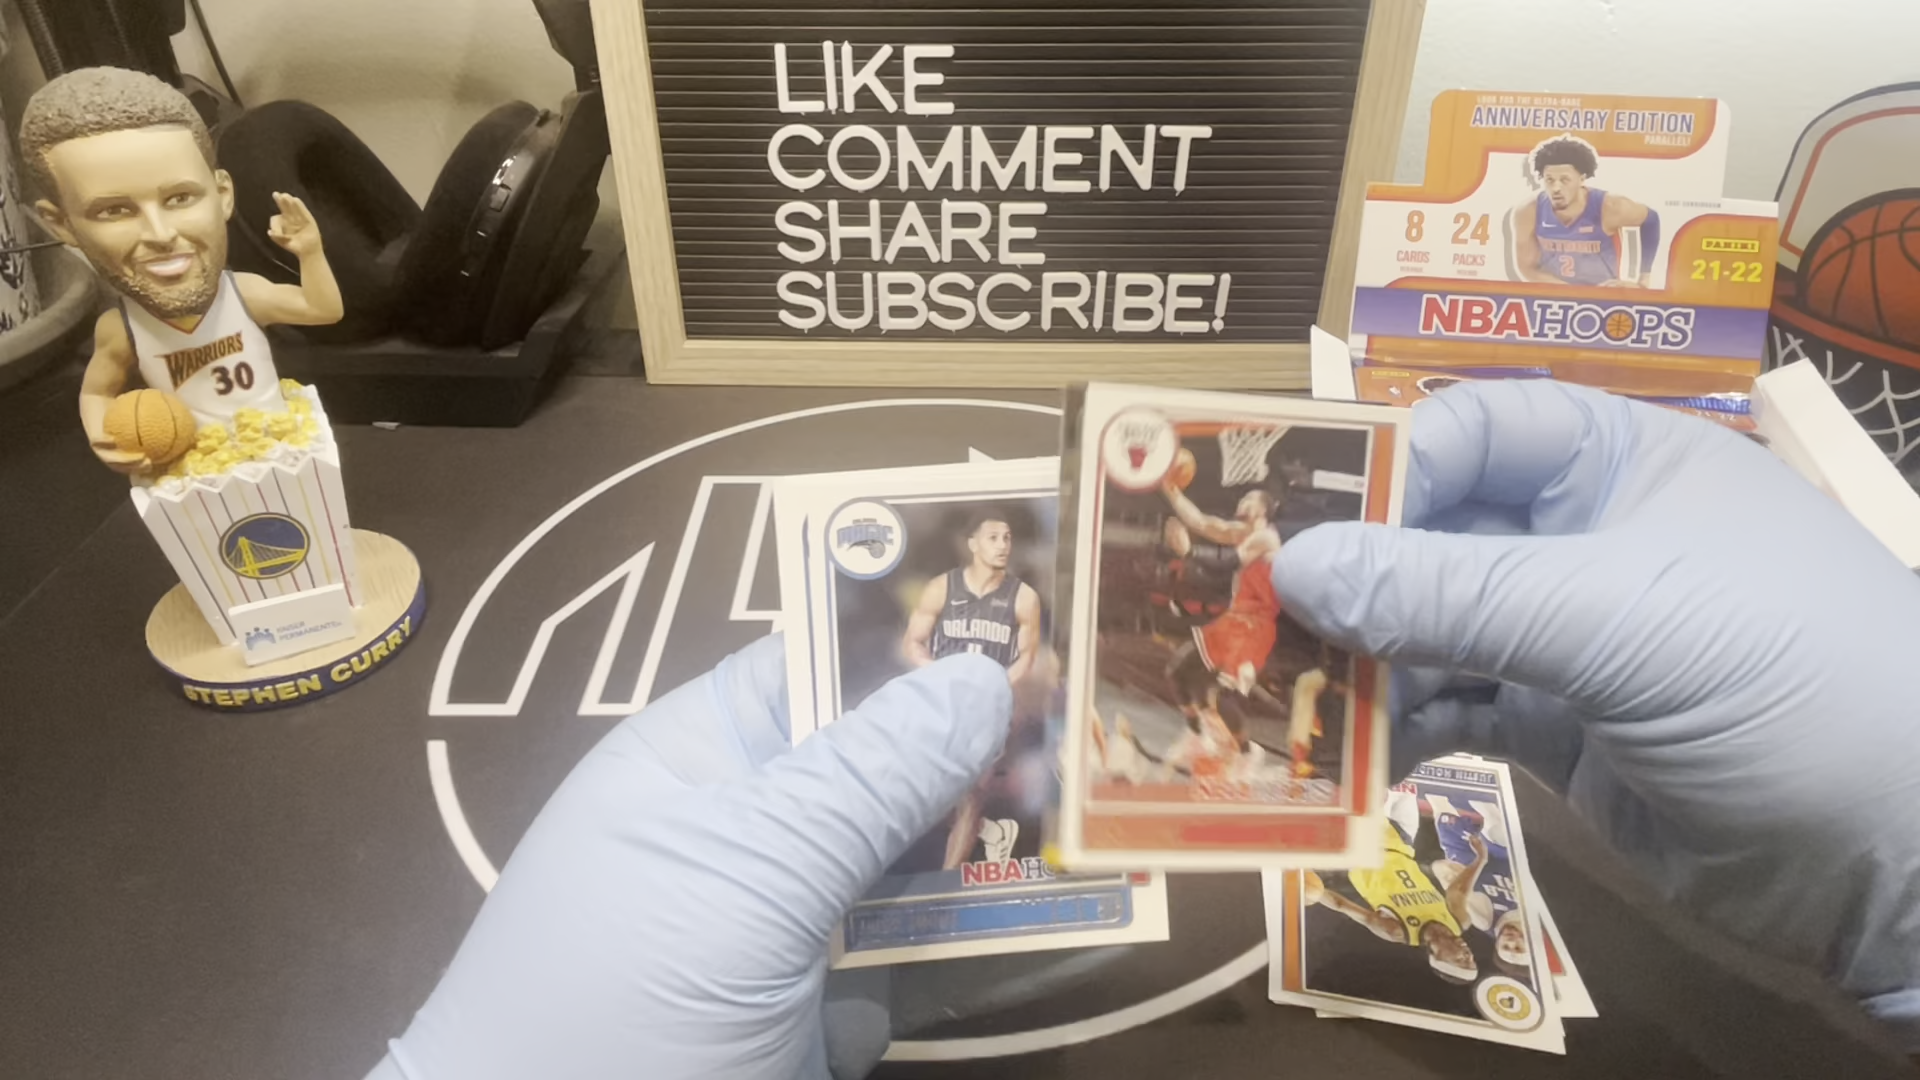 LIKE
COMMENT
SHARE
SUBSCRIBE!
LOOK FOR THE ULTRA-RARE
ANNIVERSARY EDITION
PARALLEL!
8 24
CARDS PACKS
PANINI
21-22
2
NBA HOOPS
WARRIORS
30
KAISER
PERMANENTE
STEPHEN CURRY
MAGIC
ORLANDO
NBA HO
INDIANA
8